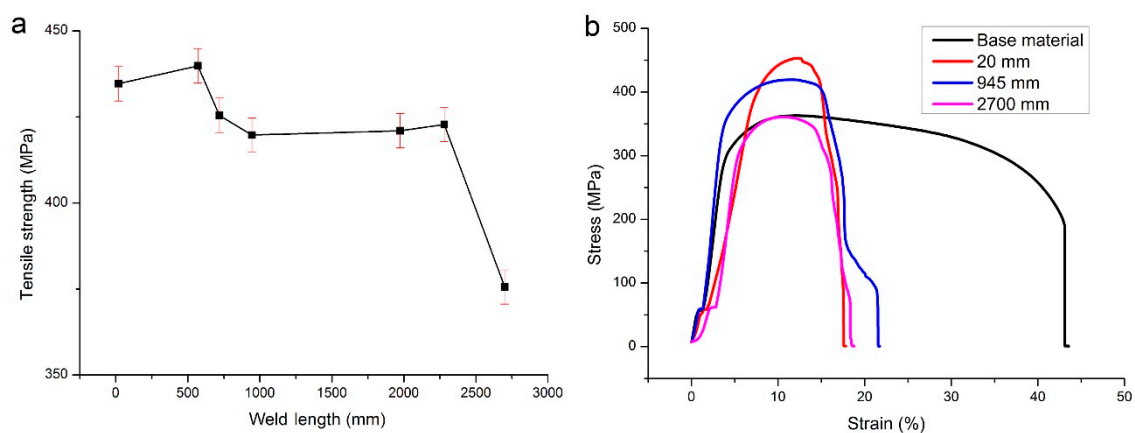 a
450
400
350
Tensile strength (MPa)
0 500 1000 1500 2000 2500 3000
Weld length (mm)
b
500
400
300
200
100
0
Stress (MPa)
Base material
20 mm
945 mm
2700 mm
0 10 20 30 40 50
Strain (%)